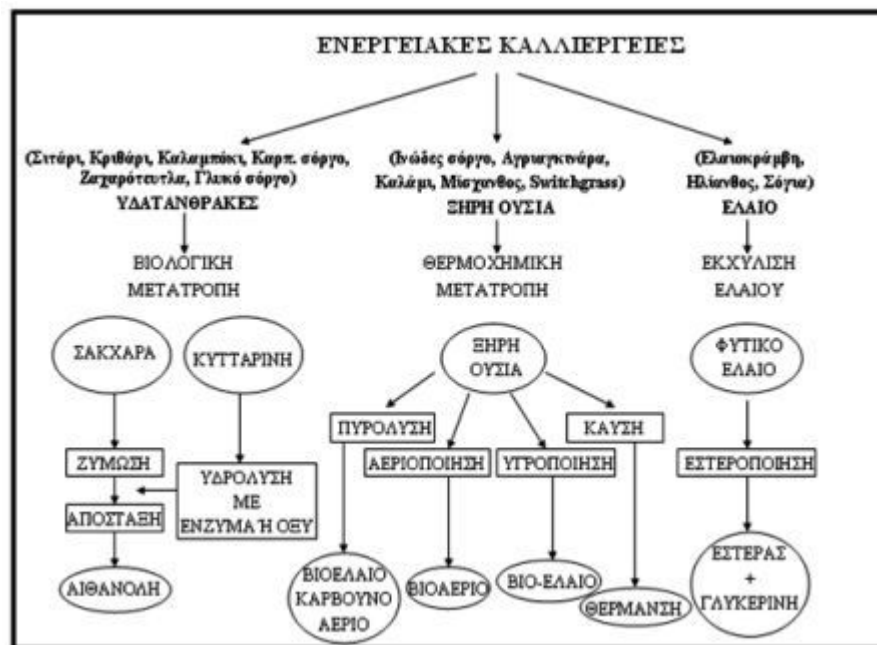 ΕΝΕΡΓΕΙΑΚΕΣ ΚΑΛΛΙΕΡΓΕΙΕΣ
(Σιτάρι, Κριθάρι, Καλαμπόκι, Καρπ. σόργο,
Ζαχαρότευτλα, Γλυκό σόργο)
ΥΔΑΤΑΝΘΡΑΚΕΣ
(Ινώδες σόργο, Αγριαγκινάρα,
Καλάμι, Μίσχανθος, Switchgrass)
ΞΗΡΗ ΟΥΣΙΑ
(Ελαιοκράμβη,
Ηλίανθος, Σόγια)
ΕΛΑΙΟ
ΒΙΟΛΟΓΙΚΗ
ΜΕΤΑΤΡΟΠΗ
ΘΕΡΜΟΧΗΜΙΚΗ
ΜΕΤΑΤΡΟΠΗ
ΕΚΧΥΛΙΣΗ
ΕΛΑΙΟΥ
ΣΑΚΧΑΡΑ
ΚΥΤΤΑΡΙΝΗ
ΞΗΡΗ
ΟΥΣΙΑ
ΦΥΤΙΚΟ
ΕΛΑΙΟ
ΠΥΡΟΛΥΣΗ
ΚΑΥΣΗ
ΖΥΜΩΣΗ
ΑΕΡΙΟΠΟΙΗΣΗ
ΥΓΡΟΠΟΙΗΣΗ
ΕΣΤΕΡΟΠΟΙΗΣΗ
ΥΔΡΟΛΥΣΗ
ΜΕ
ΕΝΖΥΜΑ Ή ΟΞΥ
ΑΠΟΣΤΑΞΗ
ΑΙΘΑΝΟΛΗ
ΒΙΟΕΛΑΙΟ
ΚΑΡΒΟΥΝΟ
ΑΕΡΙΟ
ΒΙΟΑΕΡΙΟ
ΒΙΟ-ΕΛΑΙΟ
ΘΕΡΜΑΝΣΗ
ΕΣΤΕΡΑΣ
+
ΓΛΥΚΕΡΙΝΗ